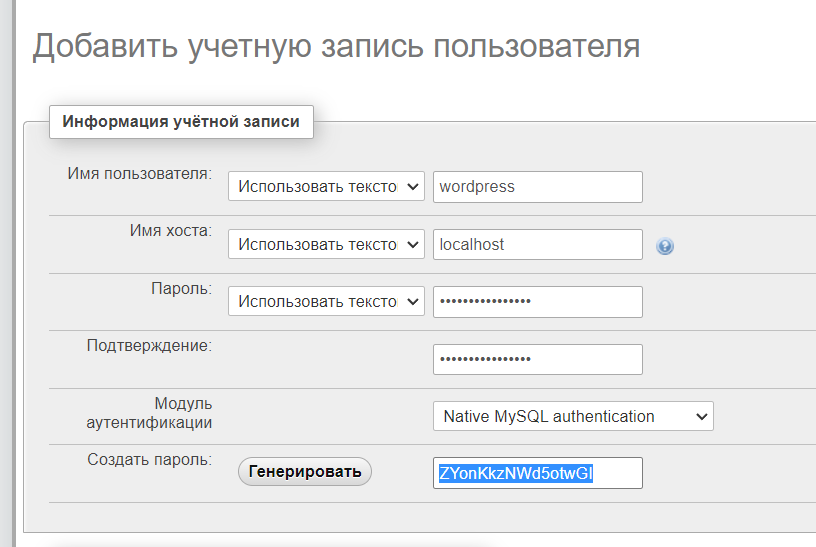 Добавить учетную запись пользователя
Информация учётной записи
Имя пользователя: Использовать тексто wordpress
Имя хоста: Использовать тексто localhost
Пароль: Использовать тексто ••••••••••••••••
Подтверждение: ••••••••••••••••
Модуль
аутентификации Native MySQL authentication
Создать пароль: Генерировать ZYonKkzNWd5otwGI